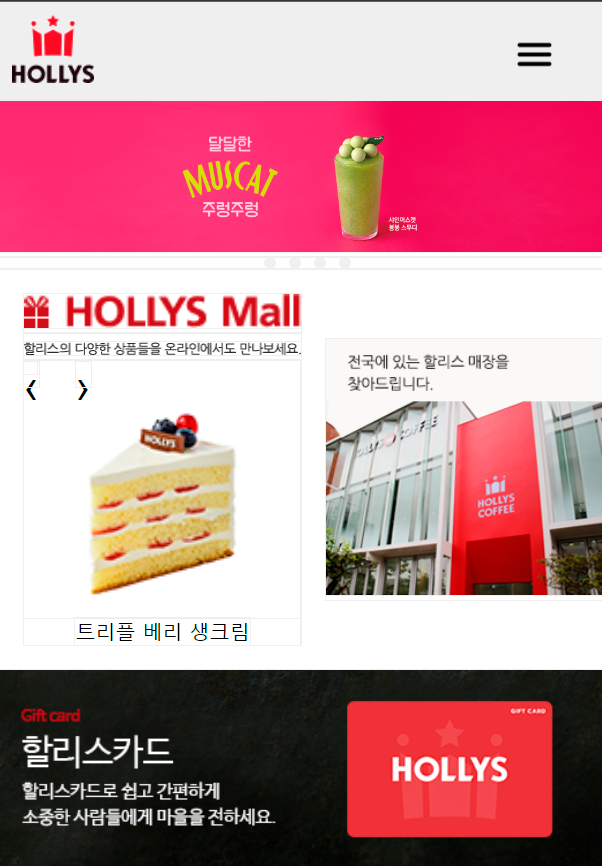 HOLLYS
달달한
MUSCAT
주렁주렁
샤인머스캣
봉봉 스무디
HOLLYS Mall
할리스의 다양한 상품들을 온라인에서도 만나보세요.
HOLLYS
트리플 베리 생크림
전국에 있는 할리스 매장을
찾아드립니다.
HOLLYS COFFEE
HOLLYS
COFFEE
Gift card
할리스카드
할리스카드로 쉽고 간편하게
소중한 사람들에게 마음을 전하세요.
GIFT CARD
HOLLYS